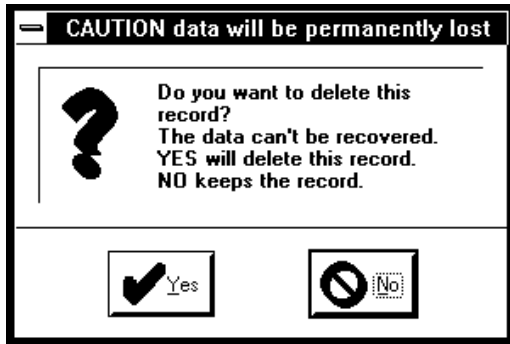 CAUTION data will be permanently lost
Do you want to delete this
record?
The data can't be recovered.
YES will delete this record.
NO keeps the record.
Yes
No